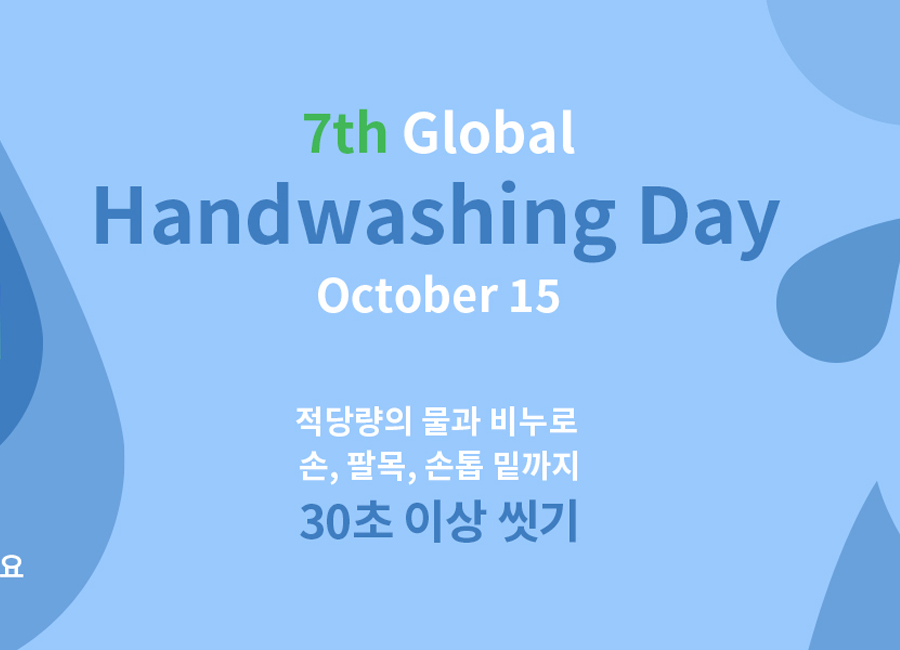 7th Global
Handwashing Day
October 15
적당량의 물과 비누로
손, 팔목, 손톱 밑까지
30초 이상 씻기
요